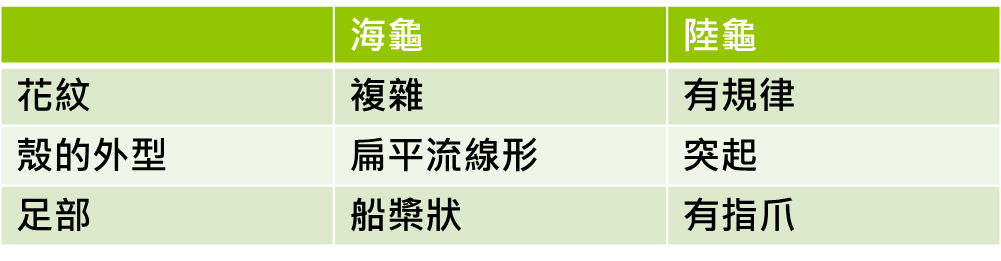 海龜 陸龜
花紋 複雜 有規律
殼的外型 扁平流線形 突起
足部 船槳狀 有指爪